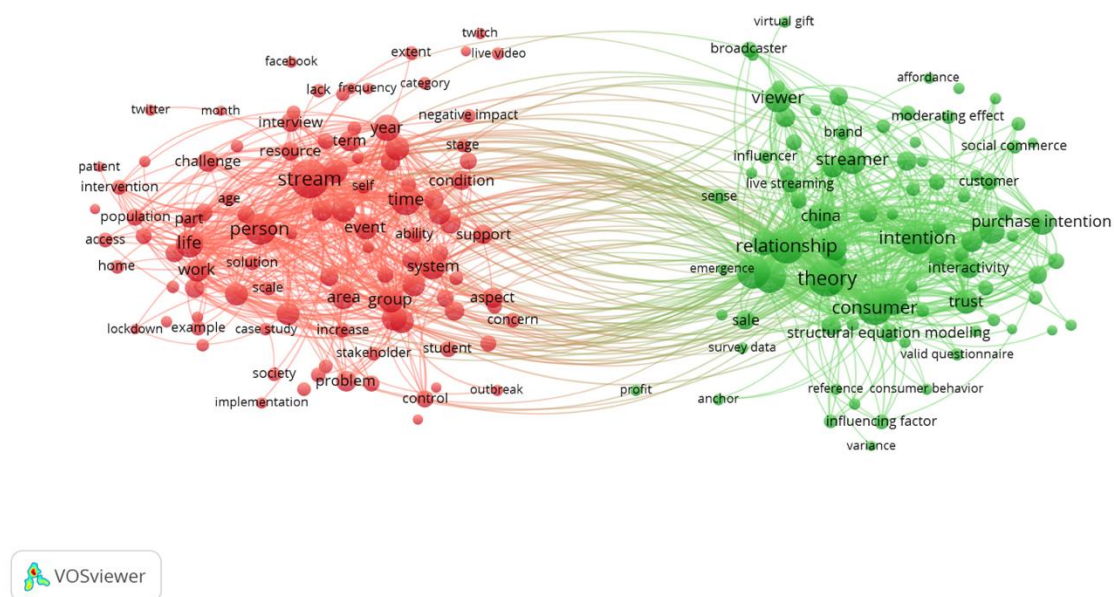 virtual gift
twitch
broadcaster
extent
live video
facebook
affordance
lack
frequency
category
viewer
twitter
month
negative impact
moderating effect
interview
year
brand
term
stage
social commerce
resource
challenge
influencer
streamer
patient
stream
self
condition
live streaming
customer
intervention
age
time
sense
population
part
china
person
event
ability
support
purchase intention
access
life
relationship
intention
home
work
solution
system
emergence
interactivity
theory
scale
area
group
aspect
trust
consumer
lockdown
example
case study
increase
concern
sale
structural equation modeling
stakeholder
student
survey data
valid questionnaire
society
problem
implementation
control
outbreak
profit
anchor
reference
consumer behavior
influencing factor
variance
VOSviewer